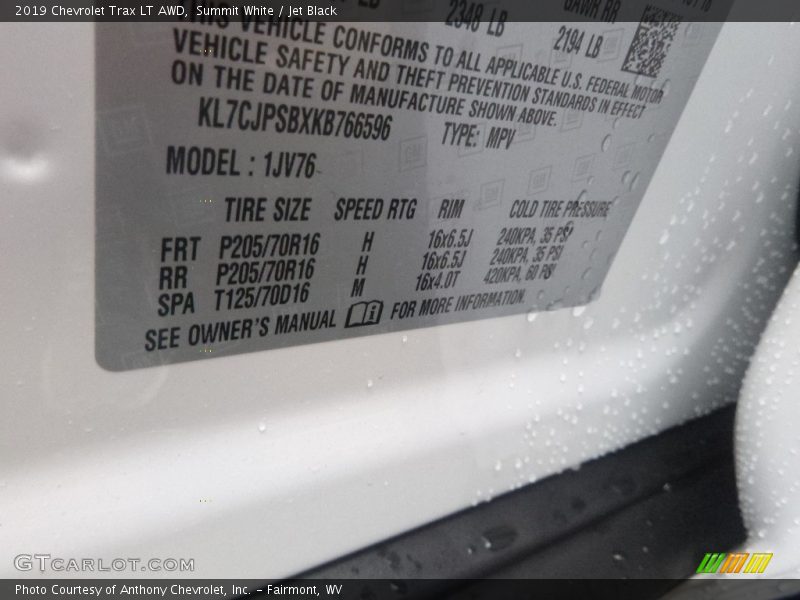 2019 Chevrolet Trax LT AWD, Summit White / Jet Black
2348 LB
GAWR RR
2194 LB
THIS VEHICLE CONFORMS TO ALL APPLICABLE U.S. FEDERAL MOTOR
VEHICLE SAFETY AND THEFT PREVENTION STANDARDS IN EFFECT
ON THE DATE OF MANUFACTURE SHOWN ABOVE.
KL7CJPSBXKB766596 TYPE: MPV
MODEL : 1JV76
TIRE SIZE SPEED RTG RIM COLD TIRE PRESSURE
FRT P205/70R16 H 16x6.5J 240KPA, 35 PSI
RR P205/70R16 H 16x6.5J 240KPA, 35 PSI
SPA T125/70D16 M 16x4.0T 420KPA, 60 PSI
SEE OWNER'S MANUAL FOR MORE INFORMATION.
GTCARLOT.COM
Photo Courtesy of Anthony Chevrolet, Inc. – Fairmont, WV